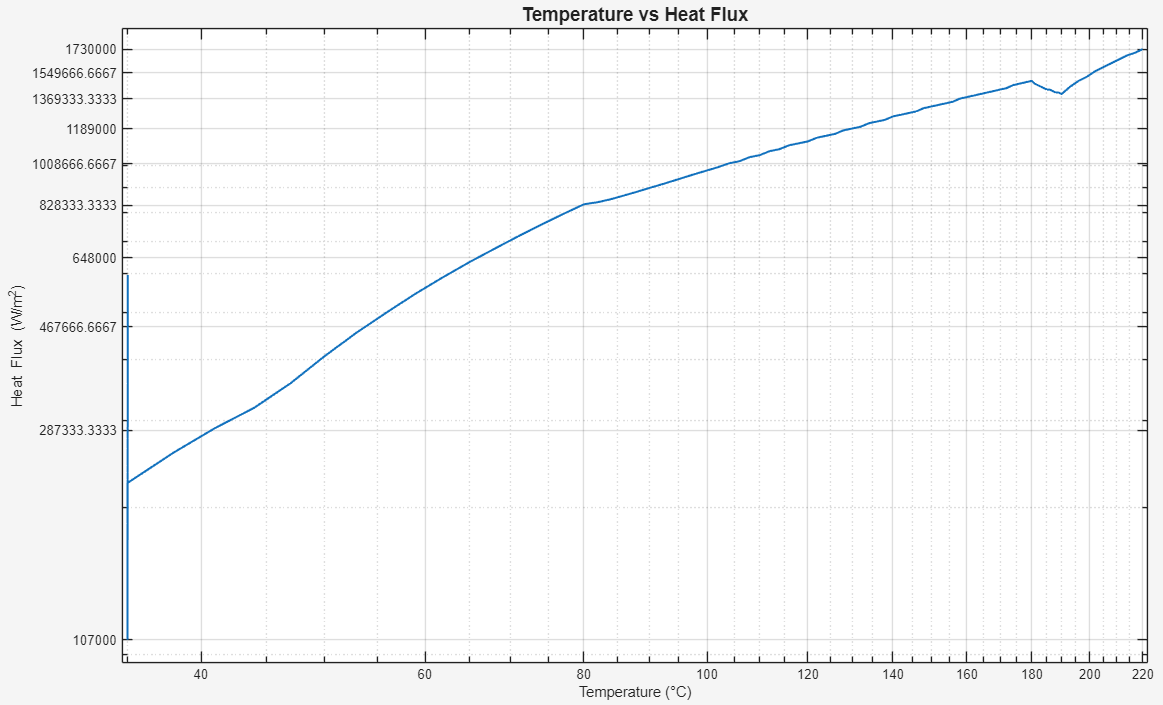 Temperature vs Heat Flux
Heat Flux (W/m²)
1730000
1549666.6667
1369333.3333
1189000
1008666.6667
828333.3333
648000
467666.6667
287333.3333
107000
40 60 80 100 120 140 160 180 200 220
Temperature (°C)